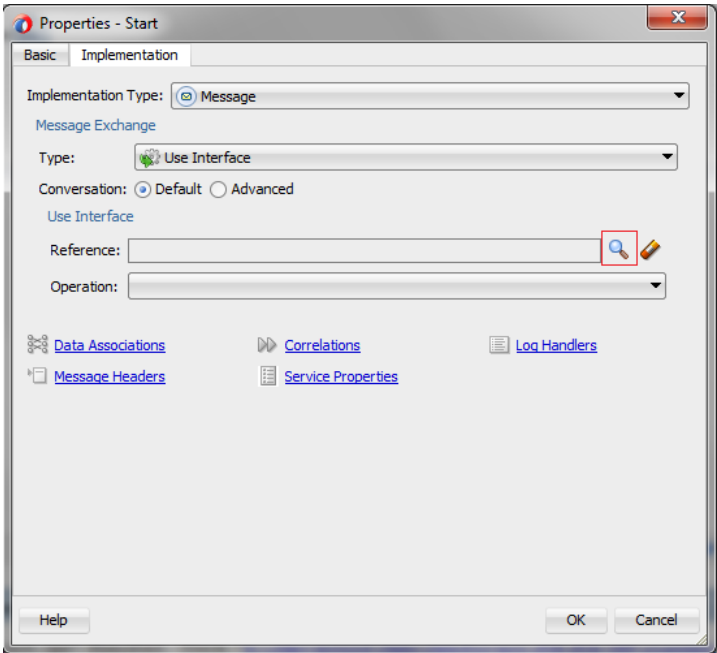 Properties - Start
Basic Implementation
Implementation Type: Message
Message Exchange
Type: Use Interface
Conversation: Default Advanced
Use Interface
Reference:
Operation:
Data Associations Correlations Log Handlers
Message Headers Service Properties
Help OK Cancel